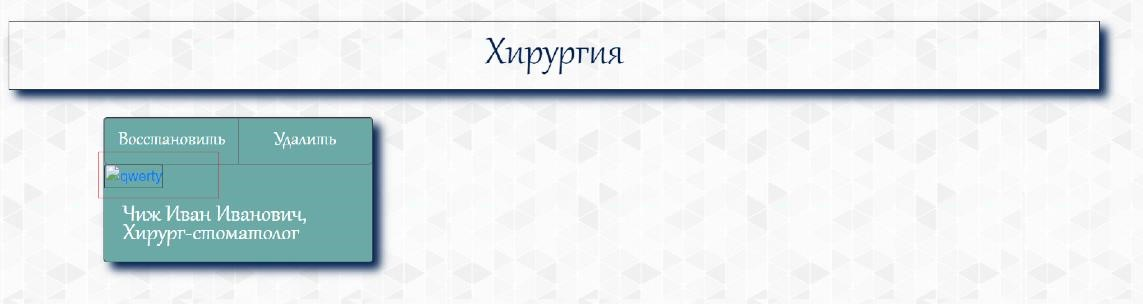 Хирургия
Восстановить Удалить
qwerty
Чиж Иван Иванович,
Хирург-стоматолог